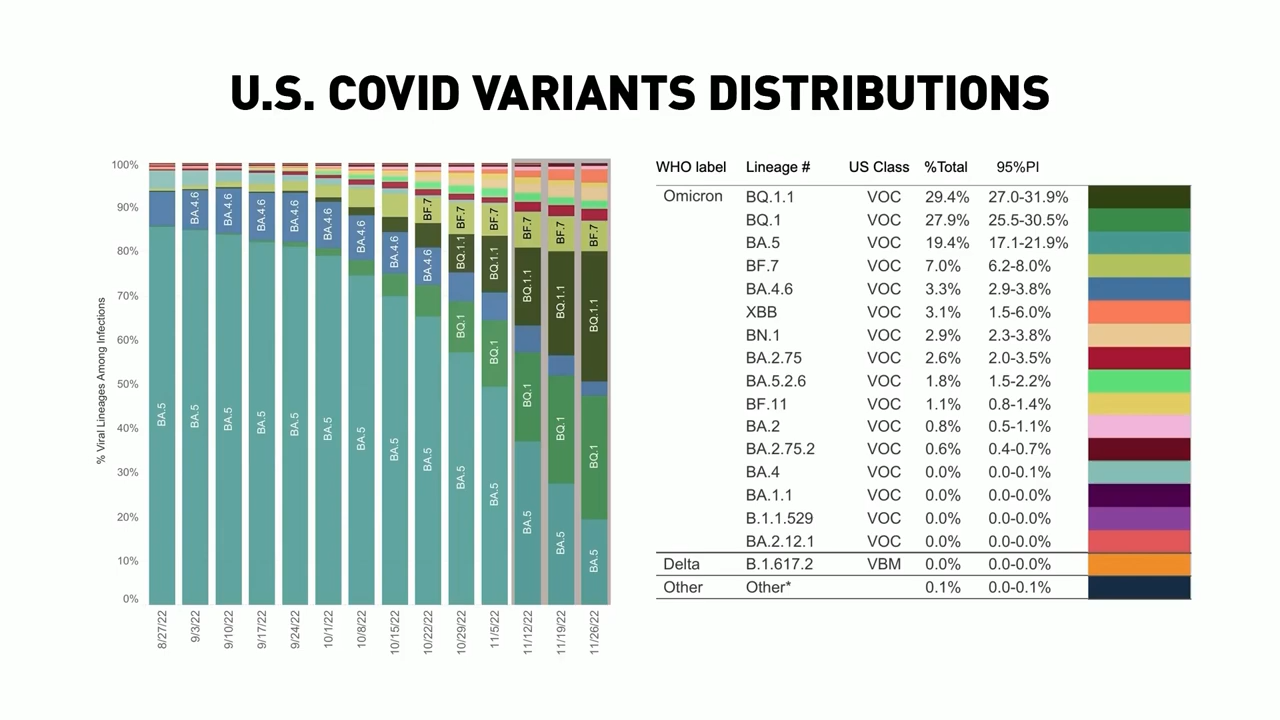 U.S. COVID VARIANTS DISTRIBUTIONS
% Viral Lineages Among Infections
100%
90%
80%
70%
60%
50%
40%
30%
20%
10%
0%
BA.5
BA.4.6
BA.5
BA.4.6
BA.5
BA.4.6
BA.5
BA.4.6
BA.5
BA.4.6
BA.5
BA.4.6
BA.5
BA.4.6
BA.5
BF.7
BA.4.6
BA.5
BF.7
BQ.1.1
BQ.1
BA.5
BF.7
BQ.1.1
BQ.1
BA.5
BF.7
BQ.1.1
BQ.1
BA.5
BF.7
BQ.1.1
BQ.1
BA.5
BF.7
BQ.1.1
BQ.1
BA.5
8/27/22
9/3/22
9/10/22
9/17/22
9/24/22
10/1/22
10/8/22
10/15/22
10/22/22
10/29/22
11/5/22
11/12/22
11/19/22
11/26/22
WHO label Lineage # US Class %Total 95%PI
Omicron BQ.1.1 VOC 29.4% 27.0-31.9%
BQ.1 VOC 27.9% 25.5-30.5%
BA.5 VOC 19.4% 17.1-21.9%
BF.7 VOC 7.0% 6.2-8.0%
BA.4.6 VOC 3.3% 2.9-3.8%
XBB VOC 3.1% 1.5-6.0%
BN.1 VOC 2.9% 2.3-3.8%
BA.2.75 VOC 2.6% 2.0-3.5%
BA.5.2.6 VOC 1.8% 1.5-2.2%
BF.11 VOC 1.1% 0.8-1.4%
BA.2 VOC 0.8% 0.5-1.1%
BA.2.75.2 VOC 0.6% 0.4-0.7%
BA.4 VOC 0.0% 0.0-0.1%
BA.1.1 VOC 0.0% 0.0-0.0%
B.1.1.529 VOC 0.0% 0.0-0.0%
BA.2.12.1 VOC 0.0% 0.0-0.0%
Delta B.1.617.2 VBM 0.0% 0.0-0.0%
Other Other* 0.1% 0.0-0.1%